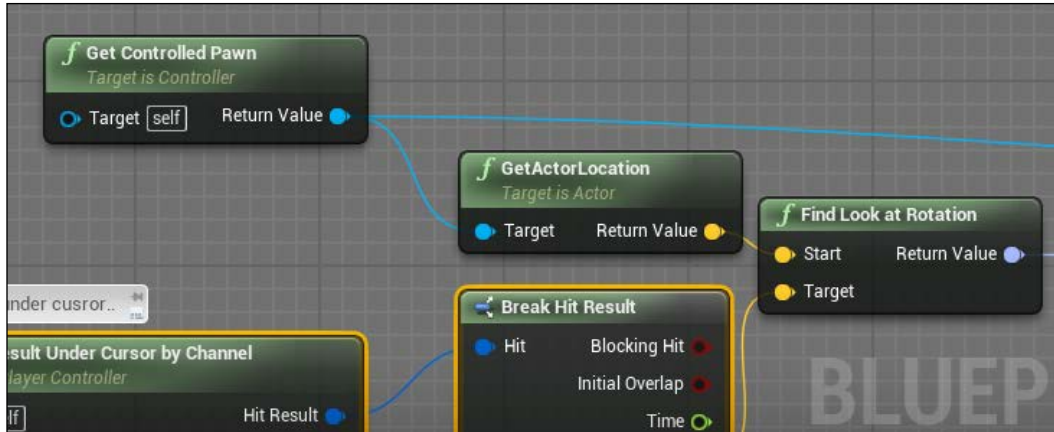 f Get Controlled Pawn
Target is Controller
Target self Return Value
f GetActorLocation
Target is Actor
Target Return Value
f Find Look at Rotation
Start Return Value
Target
under cusror..
esult Under Cursor by Channel
layer Controller
lf Hit Result
Break Hit Result
Hit Blocking Hit
Initial Overlap
Time
BLUEP